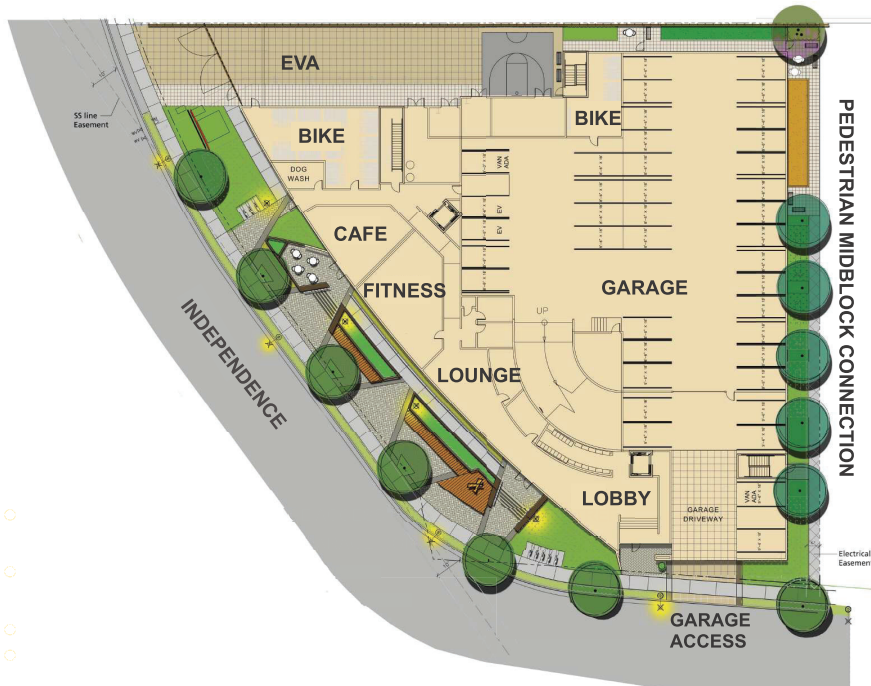 EVA
SS line
Easement
BIKE
BIKE
DOG
WASH
VAN
ADA
EV
EV
CAFE
FITNESS
GARAGE
UP
LOUNGE
INDEPENDENCE
PEDESTRIAN MIDBLOCK CONNECTION
LOBBY
GARAGE
DRIVEWAY
VAN
ADA
Electrical
Easement
GARAGE
ACCESS